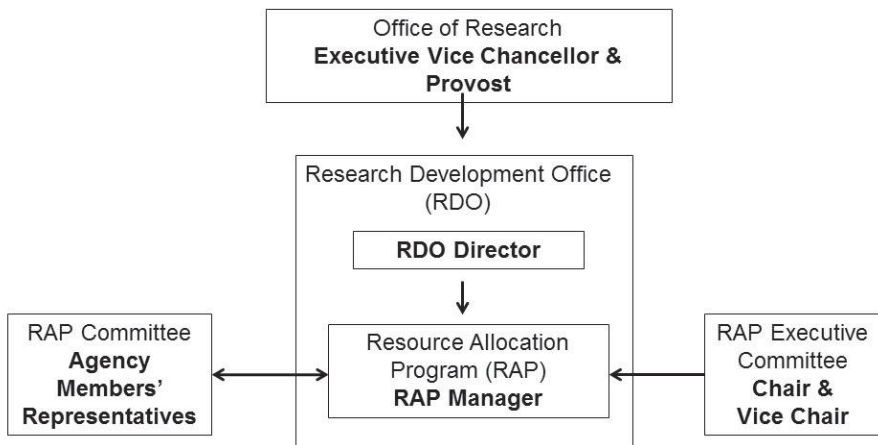 Office of Research
Executive Vice Chancellor &
Provost
Research Development Office
(RDO)
RDO Director
RAP Committee
Agency
Members’
Representatives
Resource Allocation
Program (RAP)
RAP Manager
RAP Executive
Committee
Chair &
Vice Chair